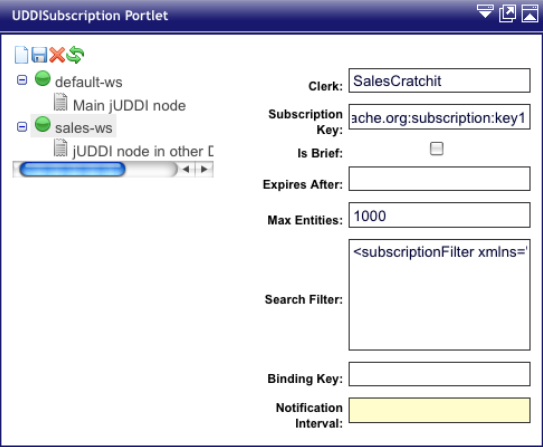 UDDISubscription Portlet
default-ws
Main jUDDI node
sales-ws
jUDDI node in other
Clerk: SalesCratchit
Subscription Key: ache.org:subscription:key1
Is Brief:
Expires After:
Max Entities: 1000
Search Filter: <subscriptionFilter xmlns=
Binding Key:
Notification Interval: